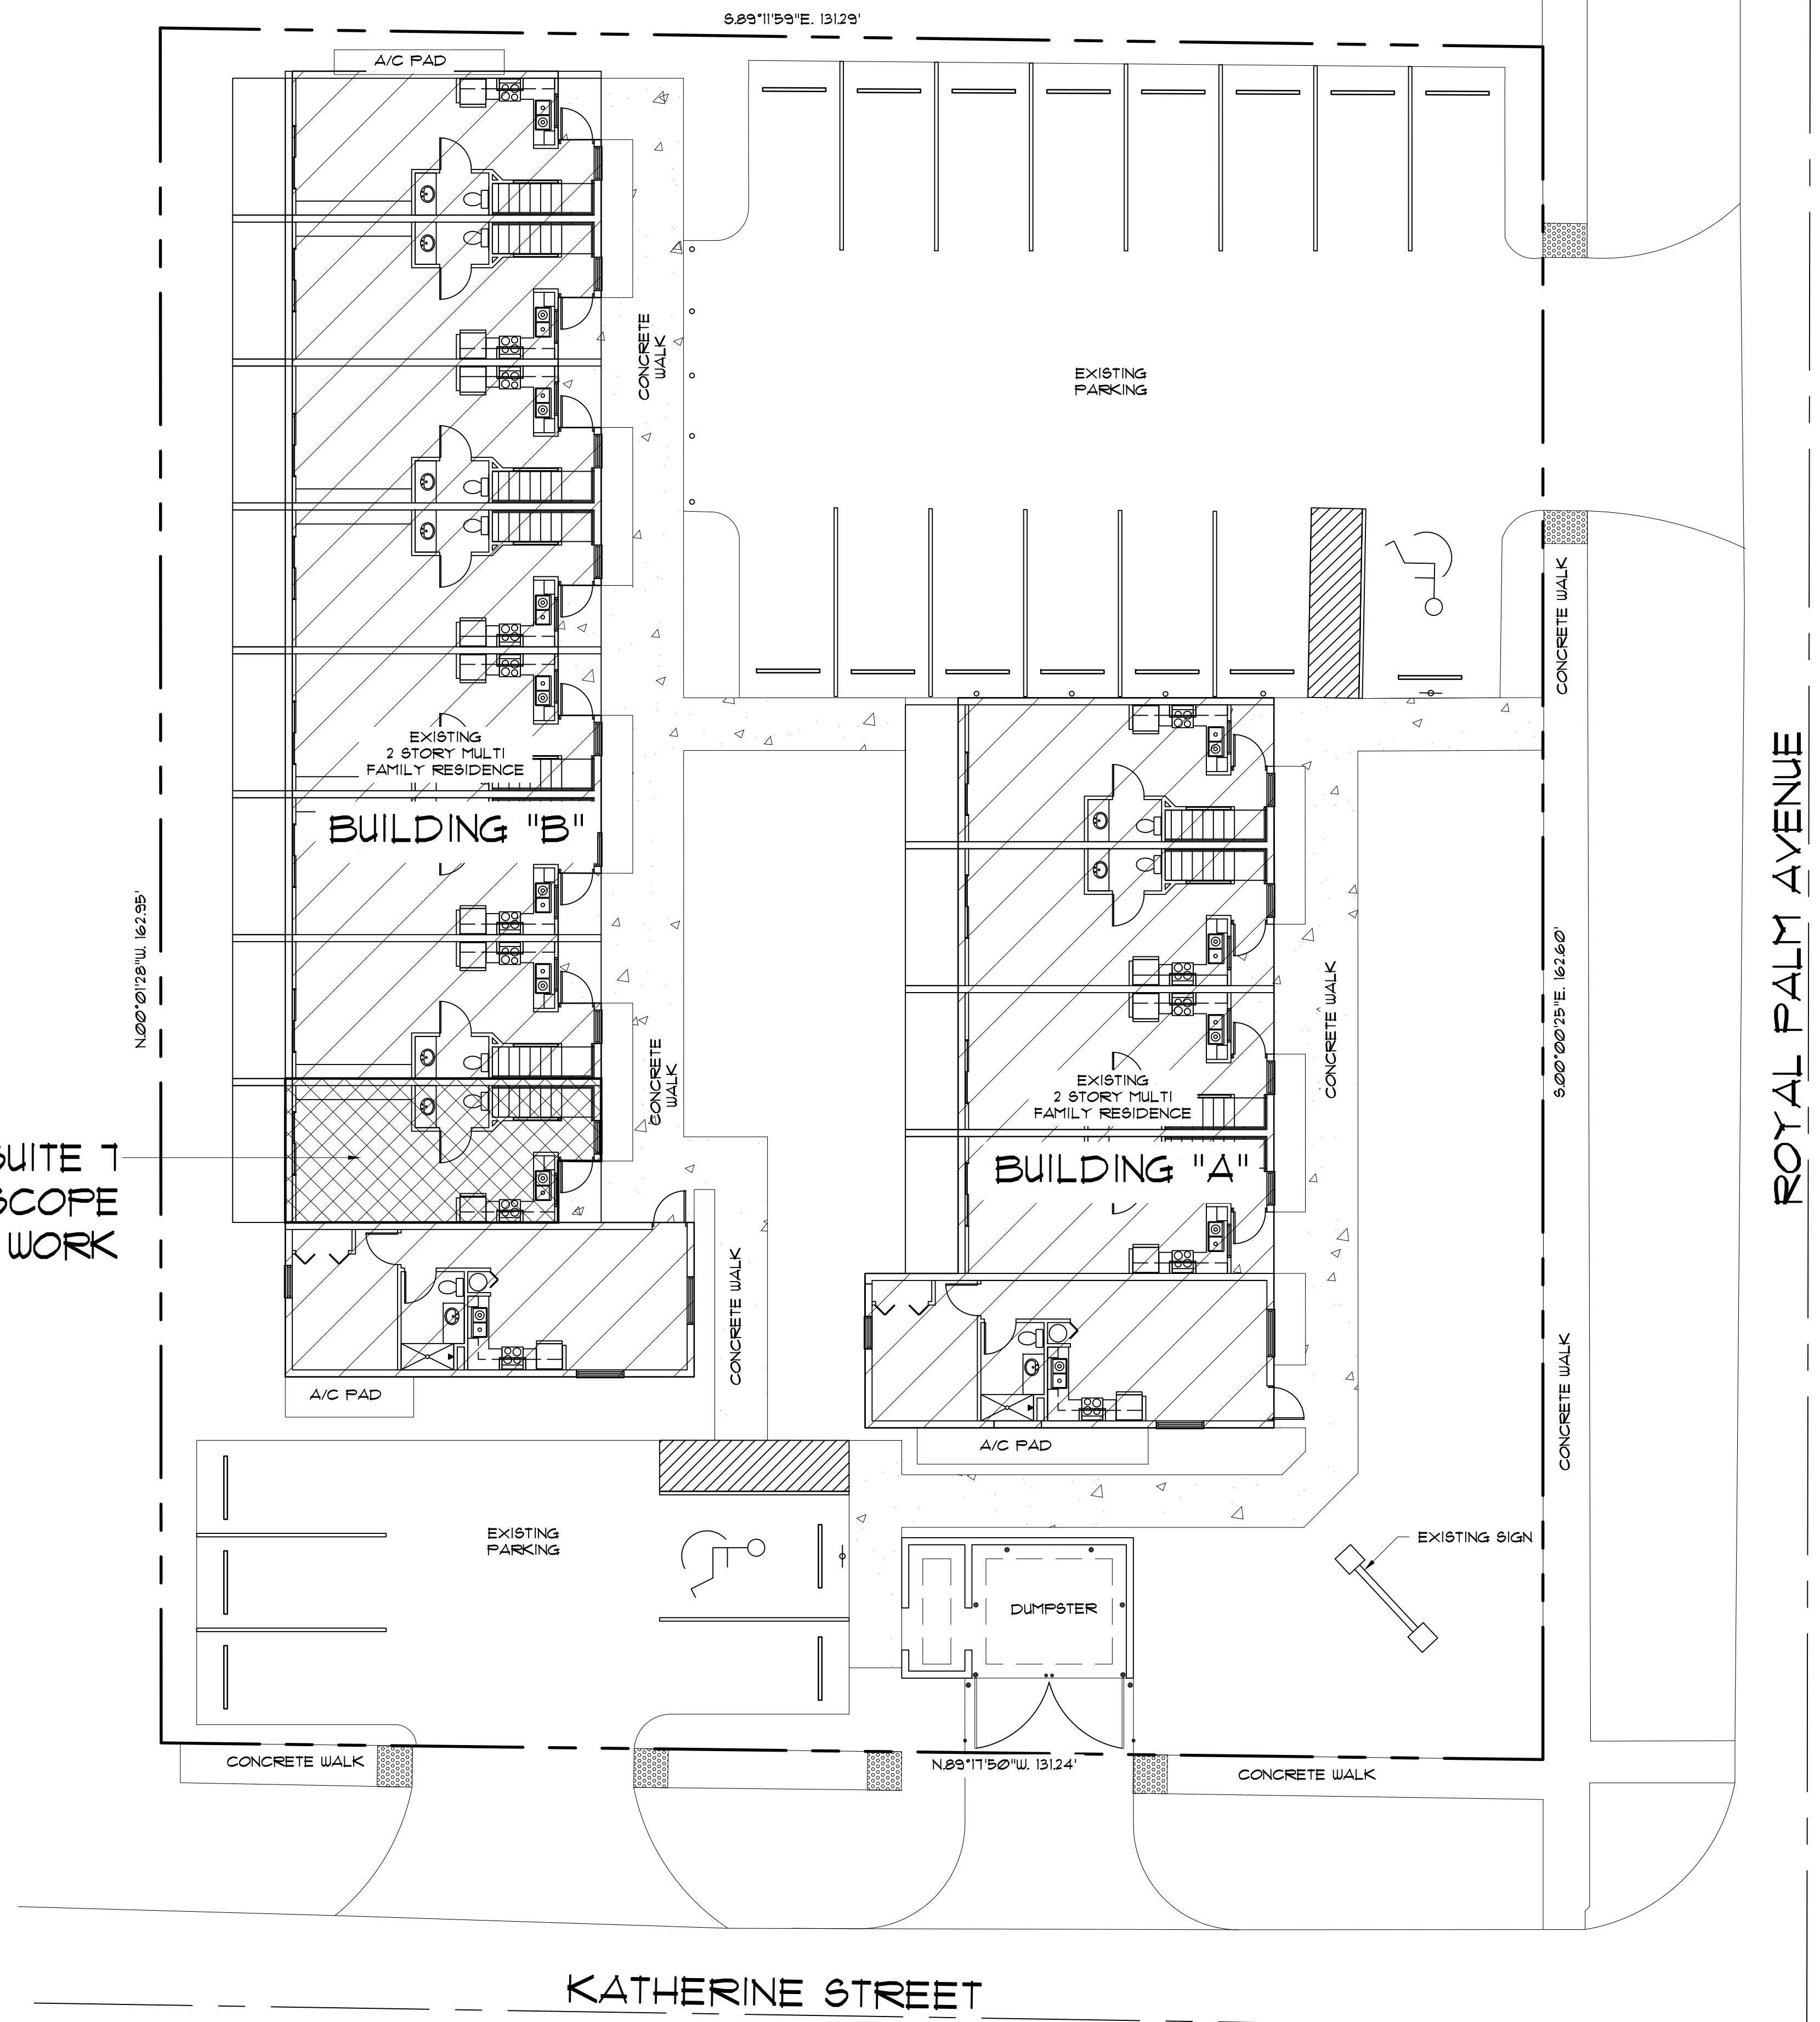 S.89°11'59"E. 131.29'
A/C PAD
CONCRETE
WALK
EXISTING
PARKING
CONCRETE WALK
EXISTING
2 STORY MULTI
FAMILY RESIDENCE
BUILDING "B"
ROYAL PALM AVENUE
N.00°01'28"W. 162.95'
S.00°00'25"E. 162.60'
CONCRETE WALK
CONCRETE
WALK
EXISTING
2 STORY MULTI
FAMILY RESIDENCE
BUILDING "A"
SUITE 7
SCOPE
WORK
CONCRETE WALK
CONCRETE WALK
A/C PAD
A/C PAD
EXISTING
PARKING
EXISTING SIGN
DUMPSTER
CONCRETE WALK
N.89°17'50"W. 131.24'
CONCRETE WALK
KATHERINE STREET